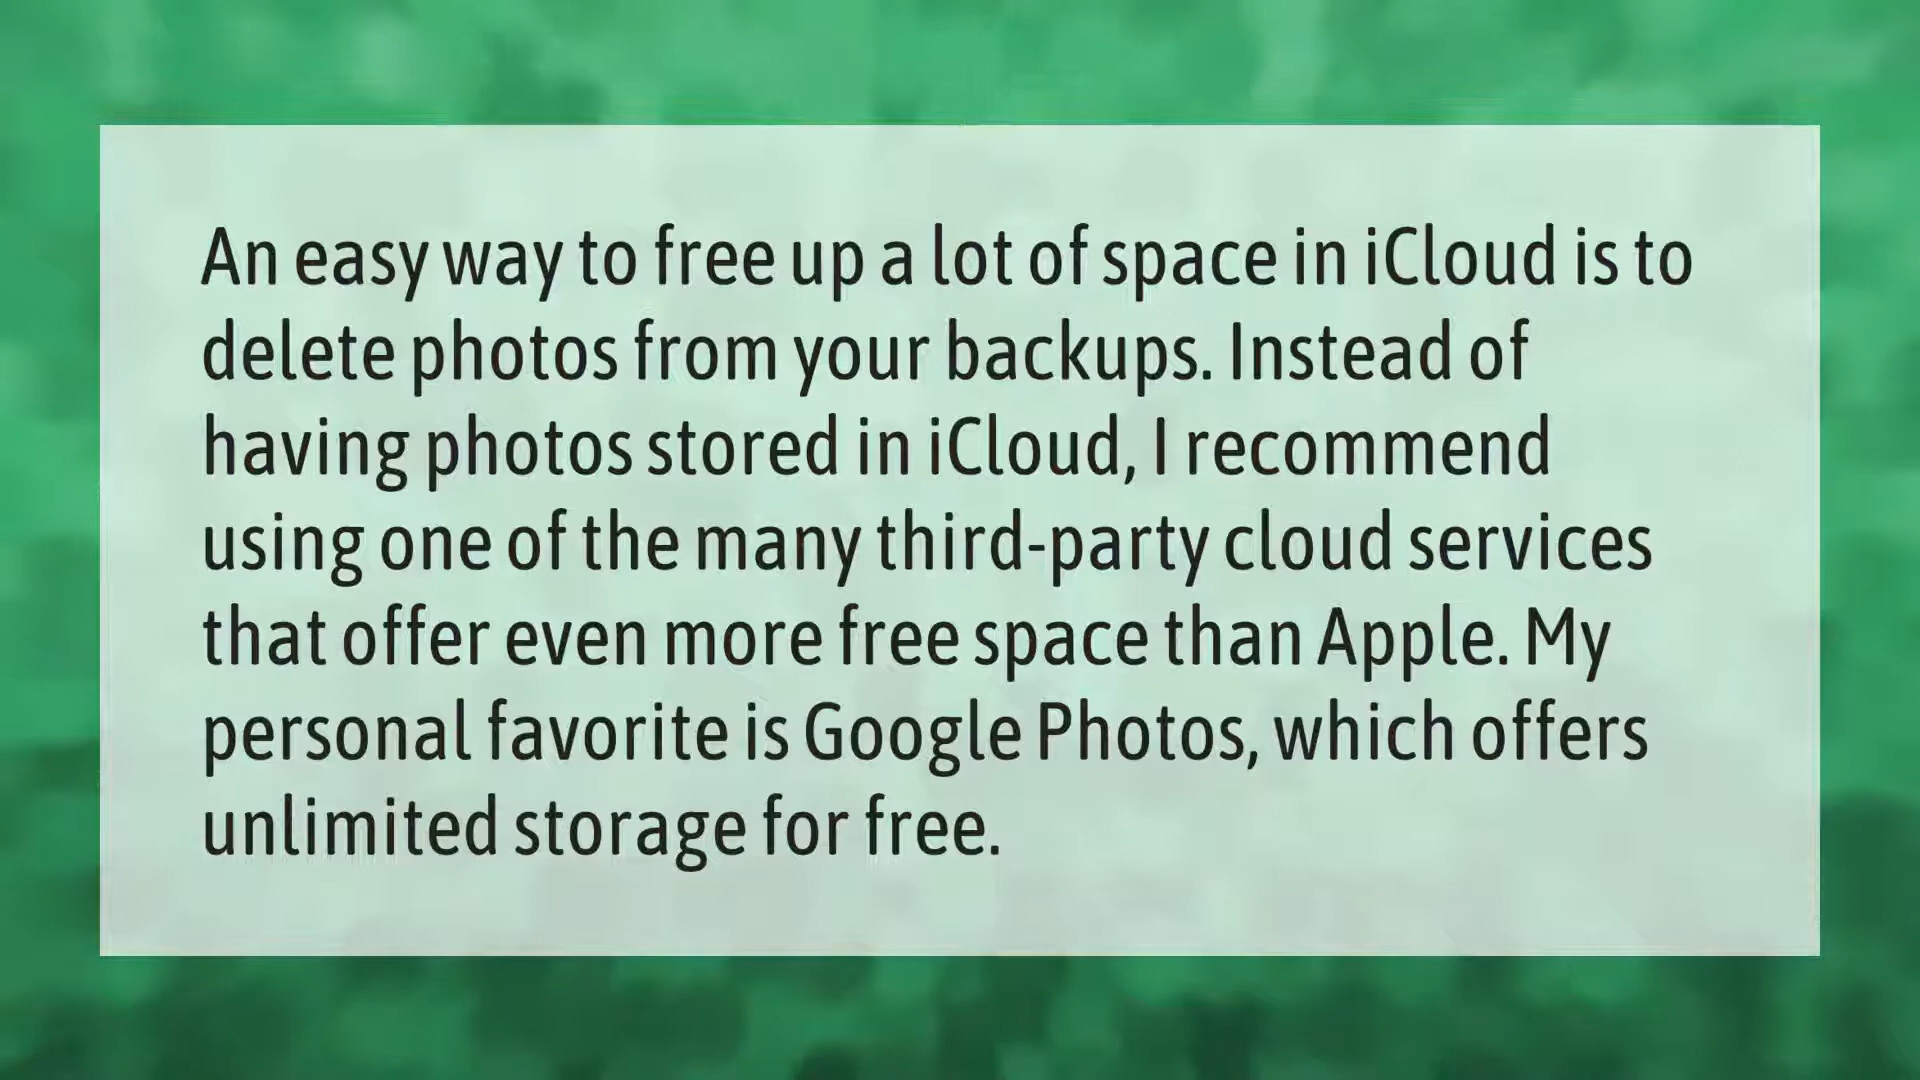 An easy way to free up a lot of space in iCloud is to
delete photos from your backups. Instead of
having photos stored in iCloud, I recommend
using one of the many third-party cloud services
that offer even more free space than Apple. My
personal favorite is Google Photos, which offers
unlimited storage for free.